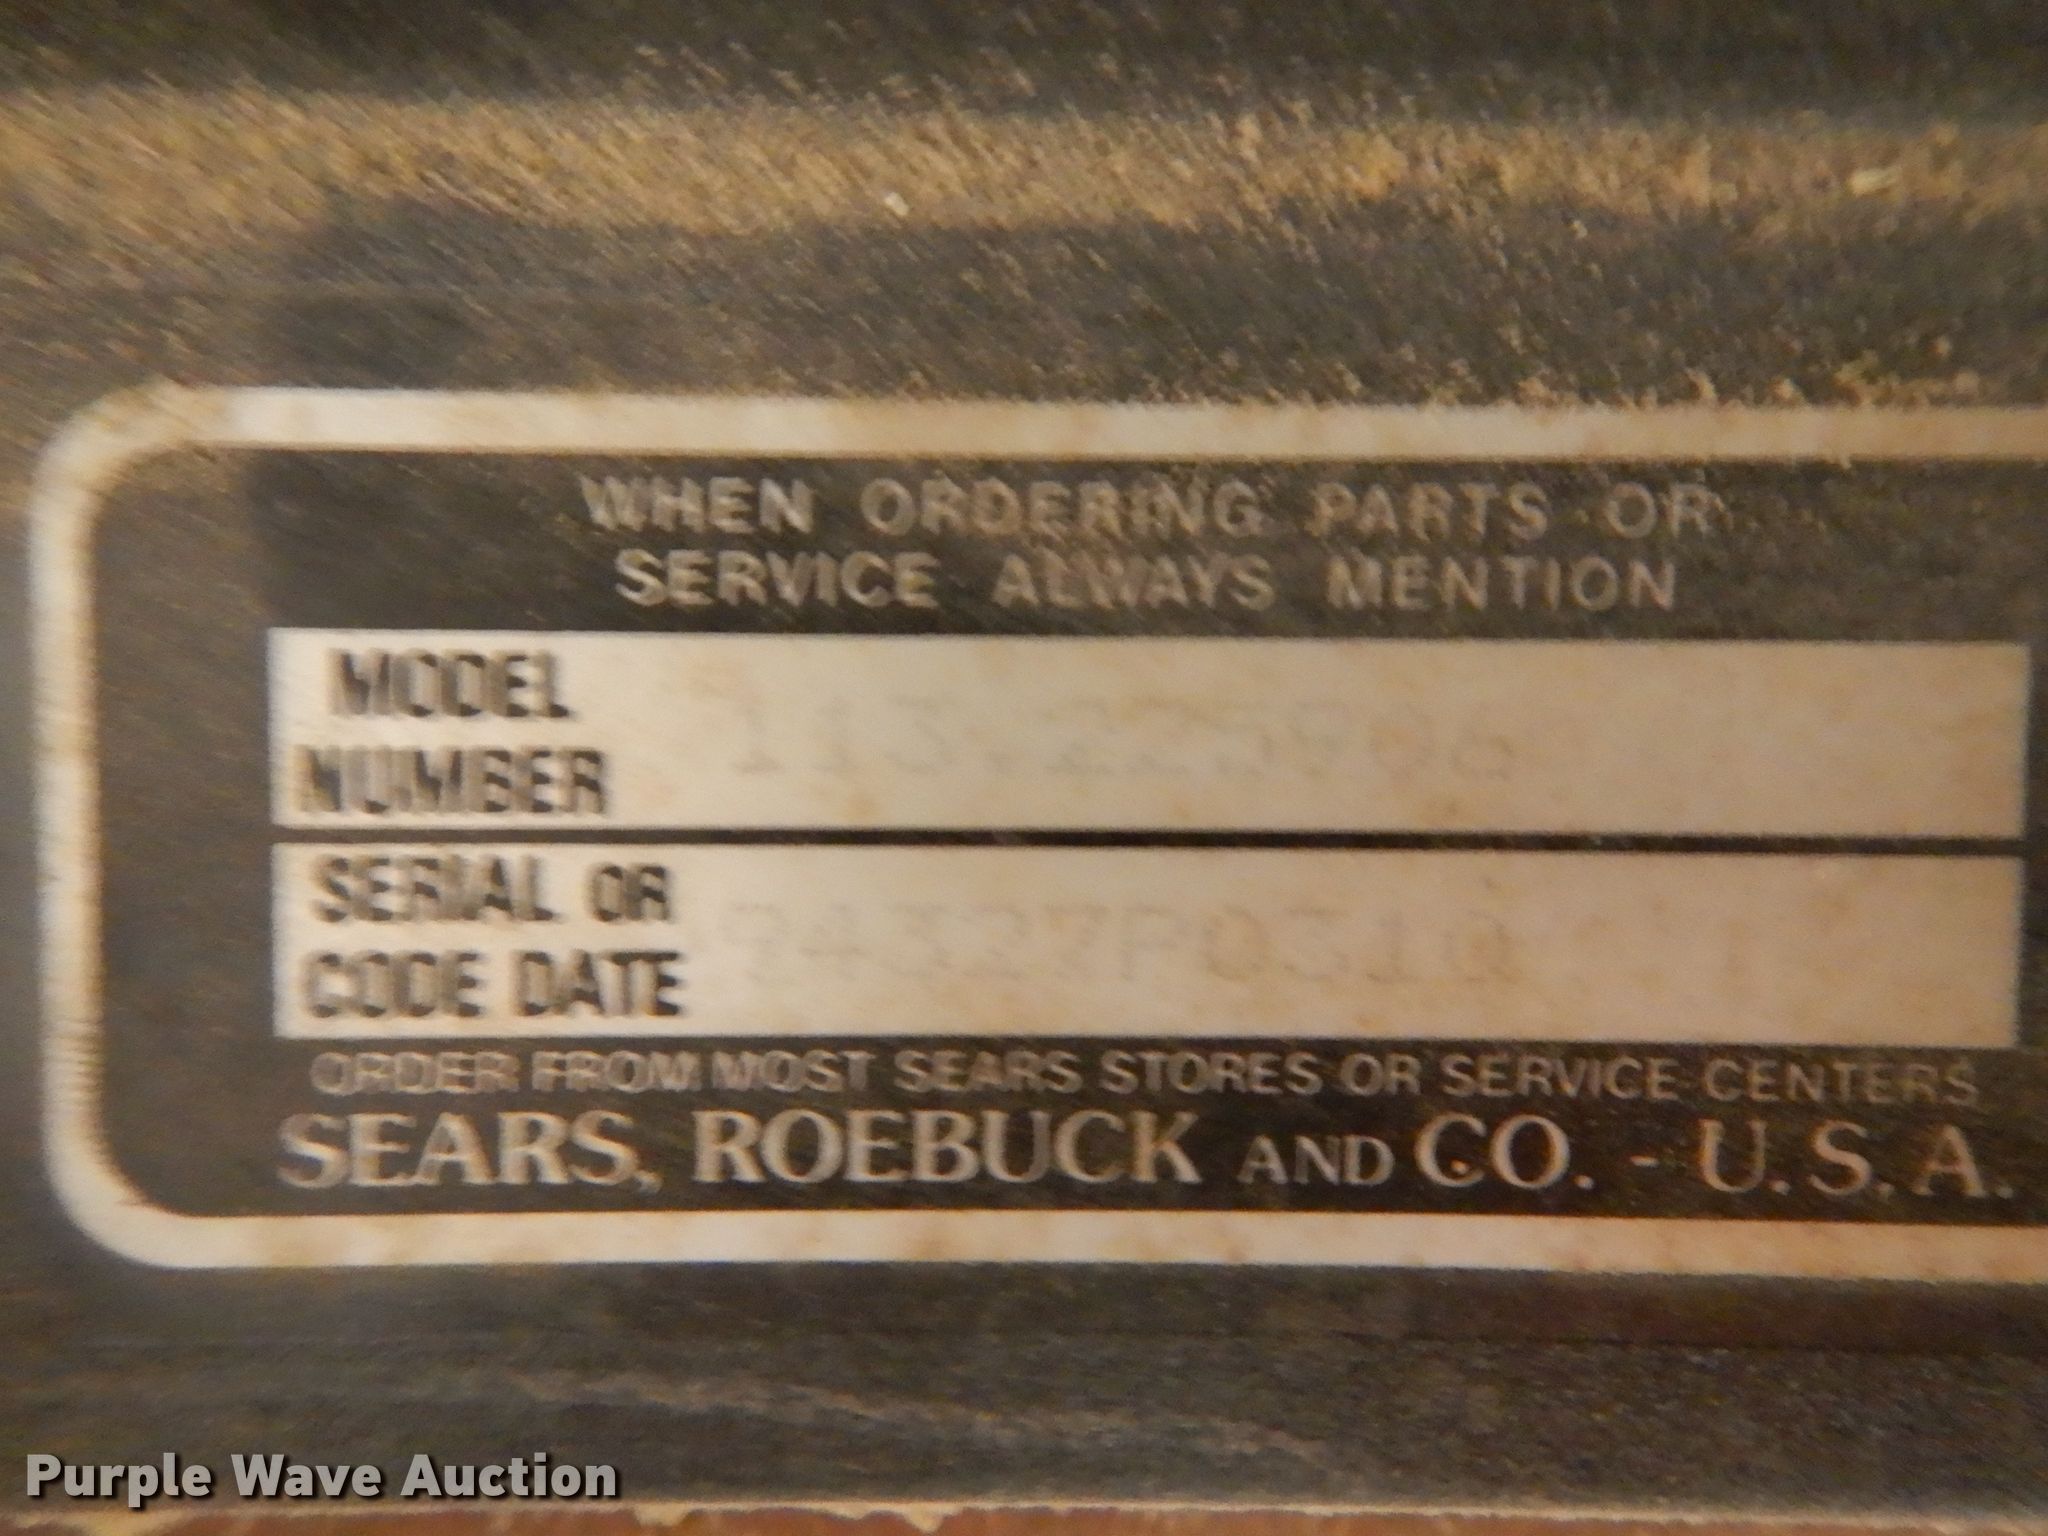 WHEN ORDERING PARTS OR
SERVICE ALWAYS MENTION
MODEL
NUMBER
SERIAL OR
CODE DATE
ORDER FROM MOST SEARS STORES OR SERVICE CENTERS
SEARS, ROEBUCK AND CO. - U.S.A.
Purple Wave Auction